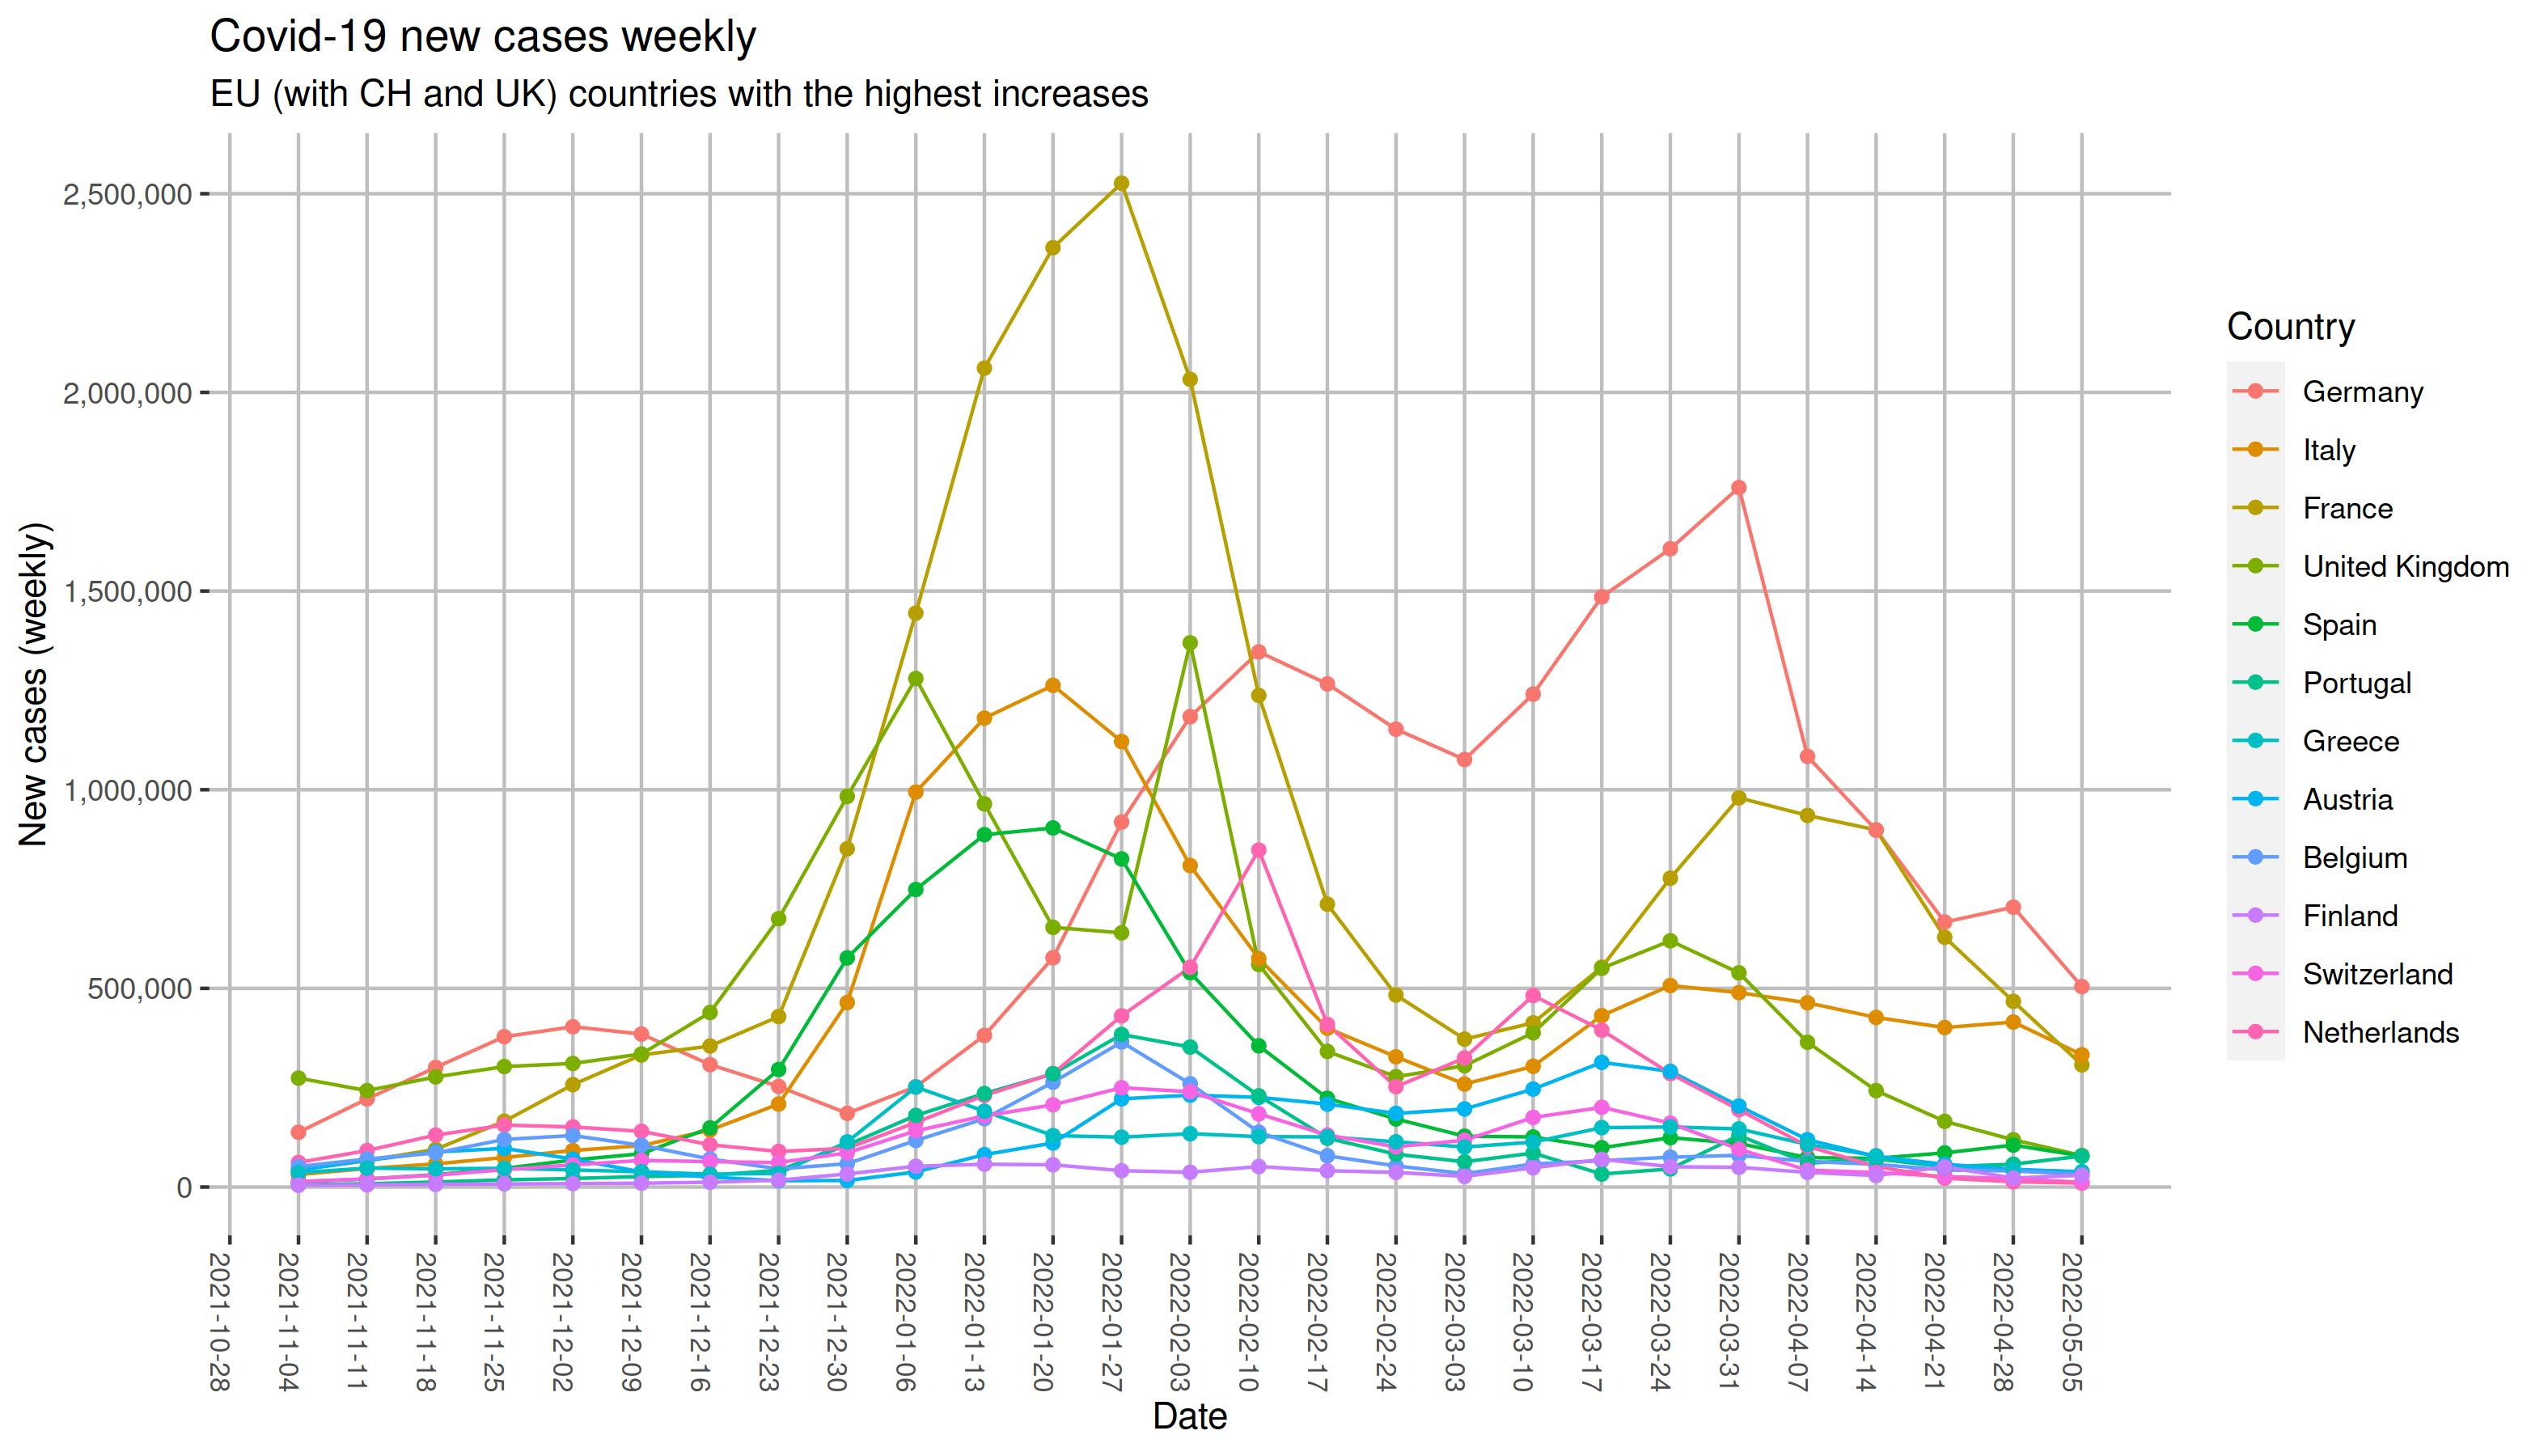 Covid-19 new cases weekly
EU (with CH and UK) countries with the highest increases
New cases (weekly)
2,500,000
2,000,000
1,500,000
1,000,000
500,000
0
2021-10-28
2021-11-04
2021-11-11
2021-11-18
2021-11-25
2021-12-02
2021-12-09
2021-12-16
2021-12-23
2021-12-30
2022-01-06
2022-01-13
2022-01-20
2022-01-27
2022-02-03
2022-02-10
2022-02-17
2022-02-24
2022-03-03
2022-03-10
2022-03-17
2022-03-24
2022-03-31
2022-04-07
2022-04-14
2022-04-21
2022-04-28
2022-05-05
Date
Country
Germany
Italy
France
United Kingdom
Spain
Portugal
Greece
Austria
Belgium
Finland
Switzerland
Netherlands